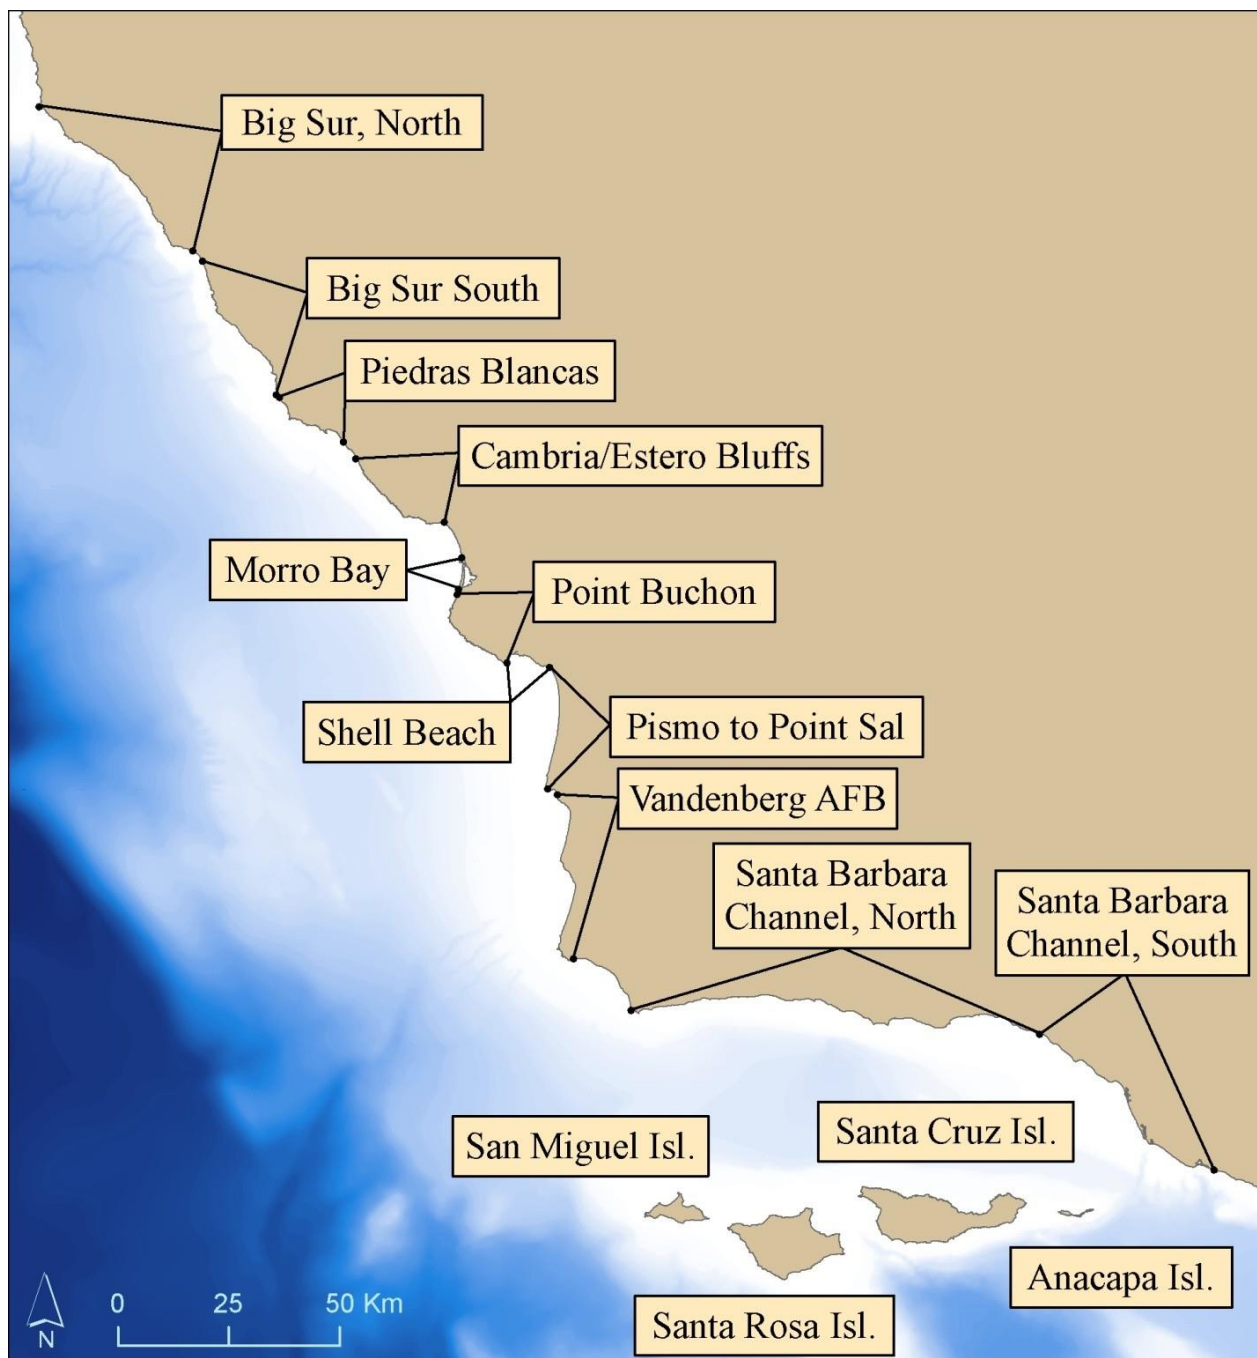 Big Sur, North
Big Sur South
Piedras Blancas
Cambria/Estero Bluffs
Morro Bay
Point Buchon
Shell Beach
Pismo to Point Sal
Vandenberg AFB
Santa Barbara
Channel, North
Santa Barbara
Channel, South
San Miguel Isl.
Santa Cruz Isl.
Anacapa Isl.
Santa Rosa Isl.
0 25 50 Km
N